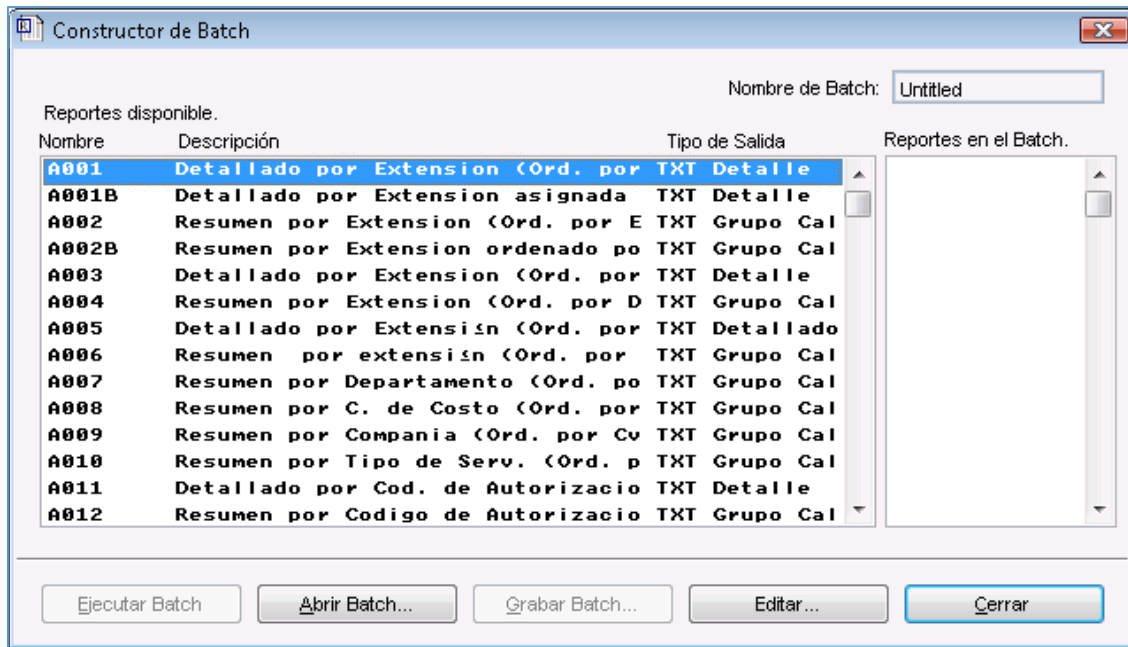 Constructor de Batch
Nombre de Batch: Untitled
Reportes disponible.
Nombre Descripción Tipo de Salida Reportes en el Batch.
A001 Detallado por Extension (Ord. por TXT Detalle
A001B Detallado por Extension asignada TXT Detalle
A002 Resumen por Extension (Ord. por E TXT Grupo Cal
A002B Resumen por Extension ordenado po TXT Grupo Cal
A003 Detallado por Extension (Ord. por TXT Detalle
A004 Resumen por Extension (Ord. por D TXT Grupo Cal
A005 Detallado por Extensi≤n (Ord. por TXT Detallado
A006 Resumen por extensi≤n (Ord. por TXT Grupo Cal
A007 Resumen por Departamento (Ord. po TXT Grupo Cal
A008 Resumen por C. de Costo (Ord. por TXT Grupo Cal
A009 Resumen por Compania (Ord. por Cv TXT Grupo Cal
A010 Resumen por Tipo de Serv. (Ord. p TXT Grupo Cal
A011 Detallado por Cod. de Autorizacio TXT Detalle
A012 Resumen por Codigo de Autorizacio TXT Grupo Cal
Ejecutar Batch Abrir Batch... Grabar Batch... Editar... Cerrar